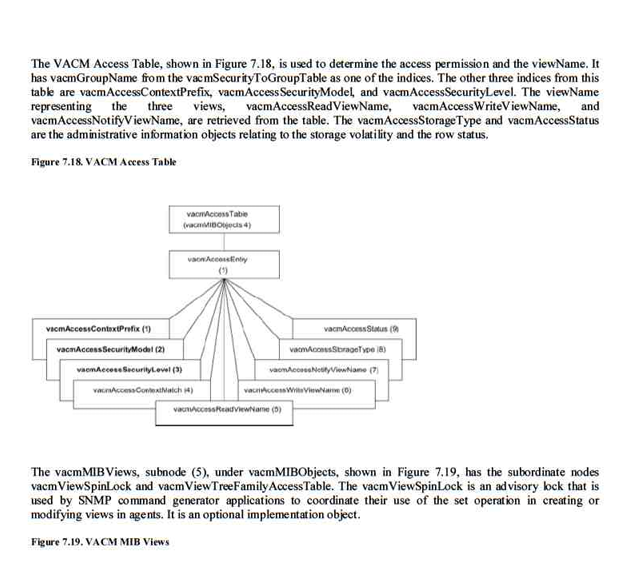 The VACM Access Table, shown in Figure 7.18, is used to determine the access permission and the viewName. It
has vacmGroupName from the vacmSecurityToGroupTable as one of the indices. The other three indices from this
table are vacmAccessContextPrefix, vacmAccessSecurityModel, and vacmAccessSecurityLevel. The viewName
representing the three views, vacmAccessReadViewName, vacmAccessWriteViewName, and
vacmAccessNotifyViewName, are retrieved from the table. The vacmAccessStorageType and vacmAccessStatus
are the administrative information objects relating to the storage volatility and the row status.
Figure 7.18. VACM Access Table
vacmAccessTable
(vacmMIBObjects 4)
vacmAccessEntry
(1)
vacmAccessContextPrefix (1)
vacmAccessStatus (9)
vacmAccessSecurityModel (2)
vacmAccessStorageType (8)
vacmAccessSecurityLevel (3)
vacmAccessNotifyViewName (7)
vacmAccessContextMatch (4)
vacmAccessWriteViewName (6)
vacmAccessReadViewName (5)
The vacmMIBViews, subnode (5), under vacmMIBObjects, shown in Figure 7.19, has the subordinate nodes
vacmViewSpinLock and vacmViewTreeFamilyAccessTable. The vacmViewSpinLock is an advisory lock that is
used by SNMP command generator applications to coordinate their use of the set operation in creating or
modifying views in agents. It is an optional implementation object.
Figure 7.19. VACM MIB Views